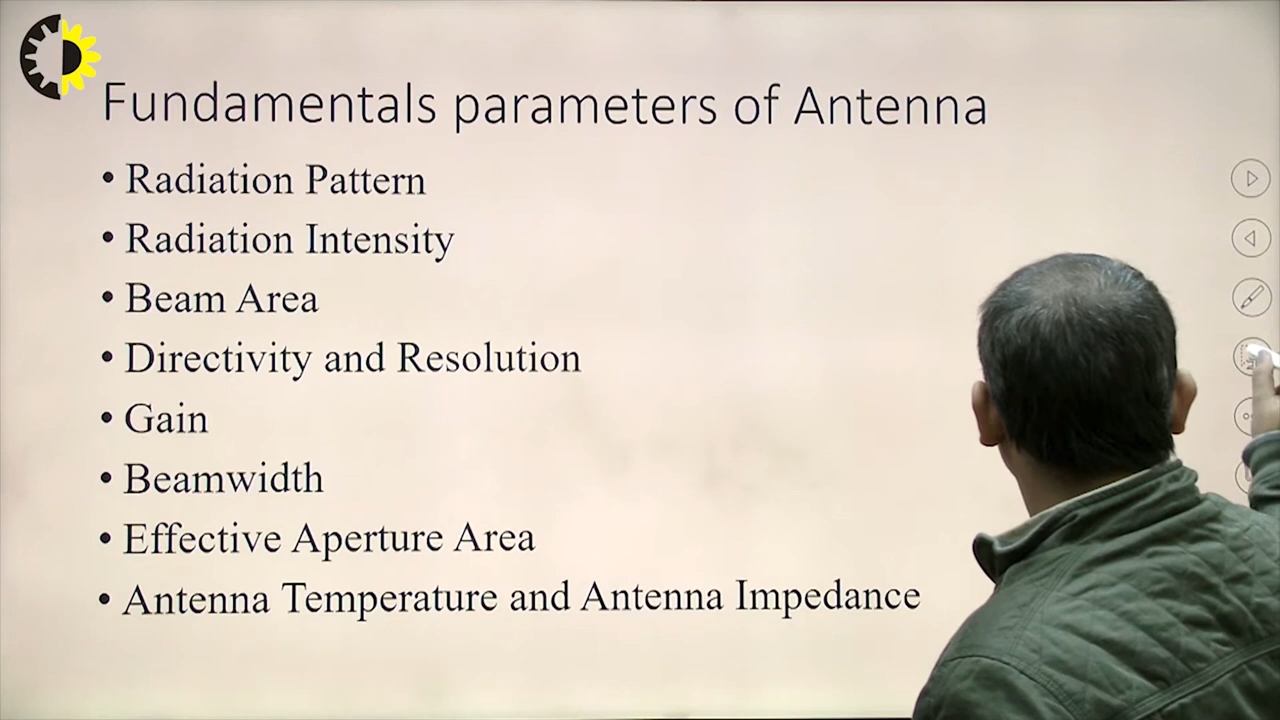 Fundamentals parameters of Antenna
• Radiation Pattern
• Radiation Intensity
• Beam Area
• Directivity and Resolution
• Gain
• Beamwidth
• Effective Aperture Area
• Antenna Temperature and Antenna Impedance